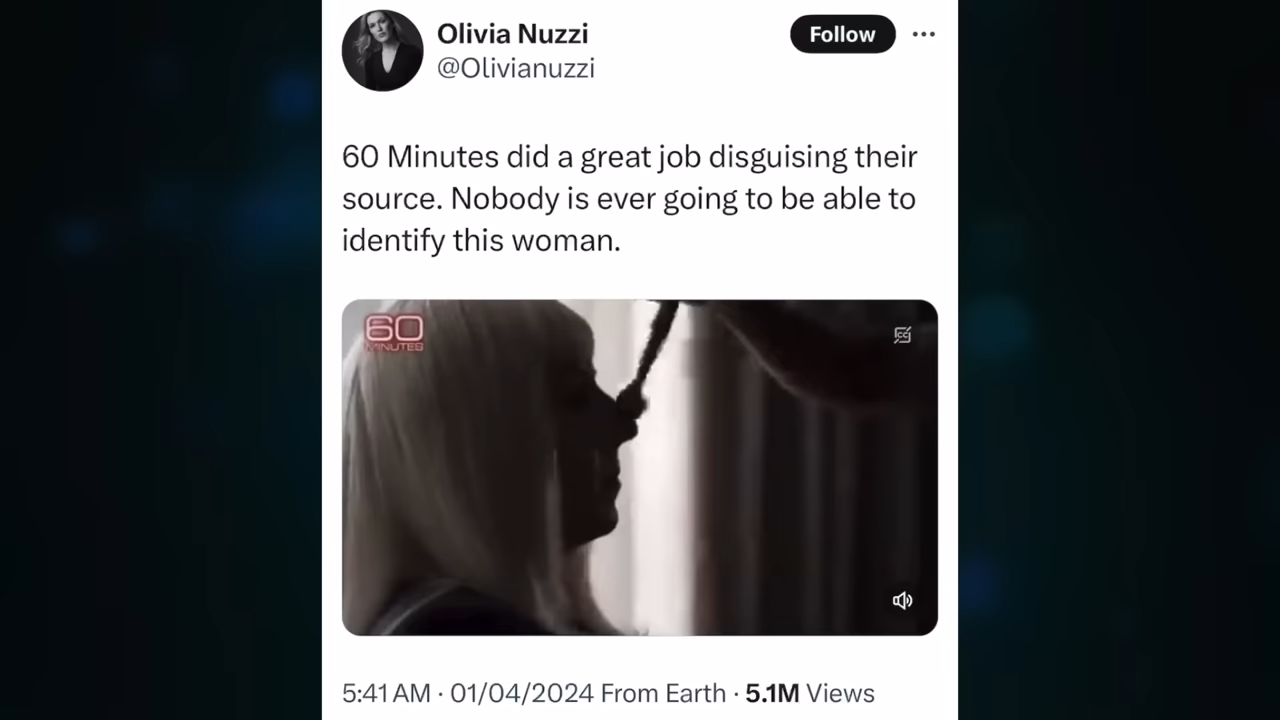 Olivia Nuzzi
Follow
@Olivianuzzi
60 Minutes did a great job disguising their
source. Nobody is ever going to be able to
identify this woman.
60
MINUTES
CC
5:41 AM · 01/04/2024 From Earth · 5.1M Views